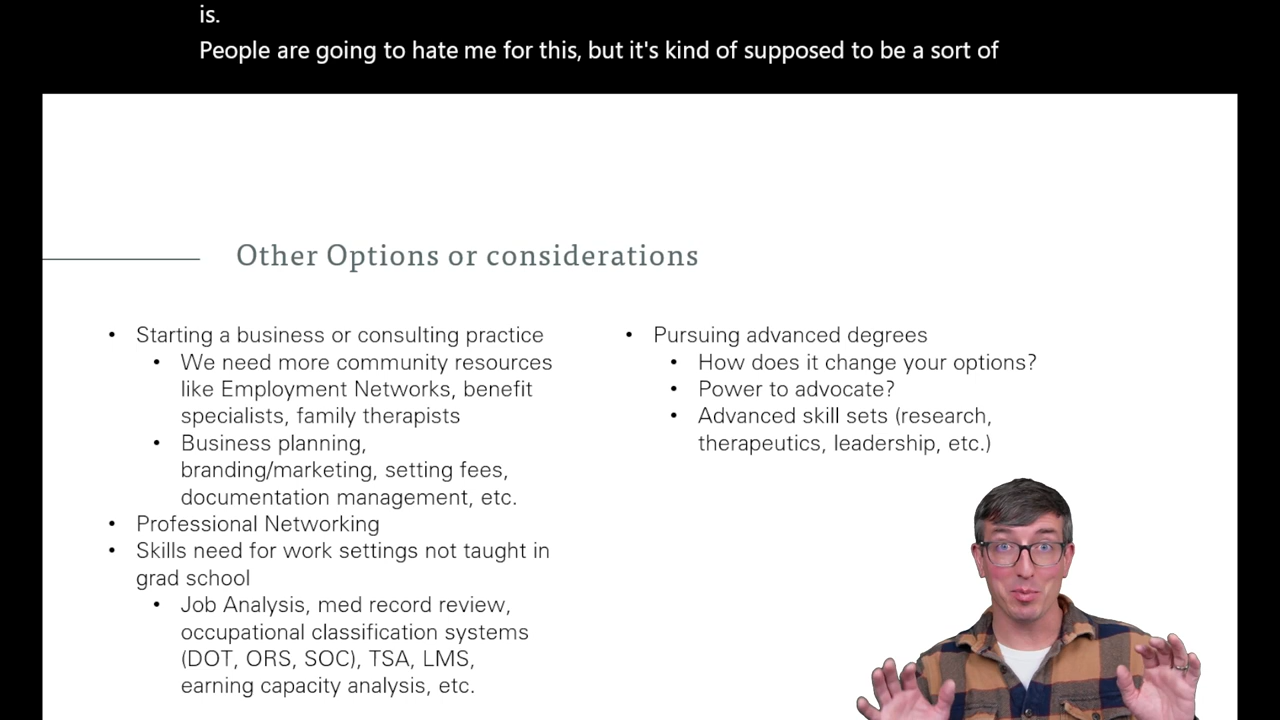 is.
People are going to hate me for this, but it's kind of supposed to be a sort of
Other Options or considerations
• Starting a business or consulting practice
• We need more community resources
like Employment Networks, benefit
specialists, family therapists
• Business planning,
branding/marketing, setting fees,
documentation management, etc.
• Professional Networking
• Skills need for work settings not taught in
grad school
• Job Analysis, med record review,
occupational classification systems
(DOT, ORS, SOC), TSA, LMS,
earning capacity analysis, etc.
• Pursuing advanced degrees
• How does it change your options?
• Power to advocate?
• Advanced skill sets (research,
therapeutics, leadership, etc.)